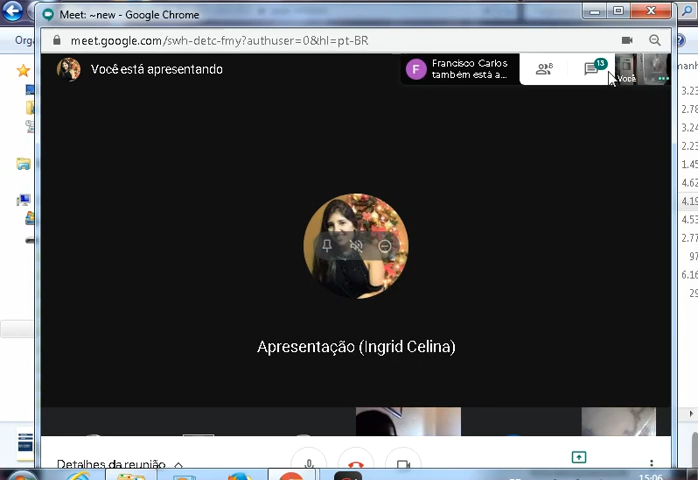 Meet: ~new - Google Chrome
Orga
meet.google.com/swh-detc-fmy?authuser=0&hl=pt-BR
Você está apresentando
F
Francisco Carlos
também está a...
8
13
Você
manh
3.23
2.78
3.24
2.23
1.45
4.62
4.19
4.53
2.77
97
6.16
29
Apresentação (Ingrid Celina)
Detalhes da reunião
15:06